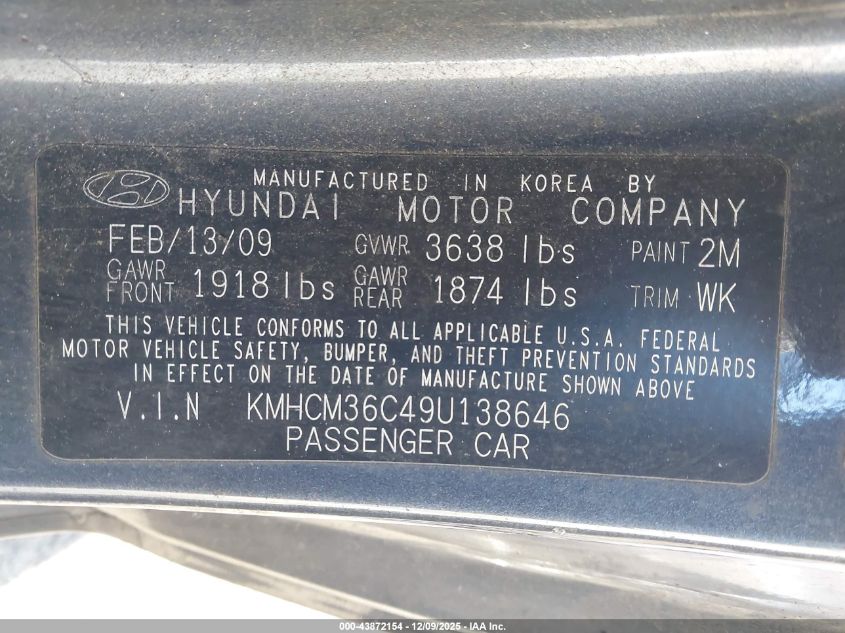 MANUFACTURED IN KOREA BY
HYUNDAI MOTOR COMPANY
FEB/13/09 GVWR 3638 lbs PAINT 2M
GAWR FRONT 1918 lbs GAWR REAR 1874 lbs TRIM WK
THIS VEHICLE CONFORMS TO ALL APPLICABLE U.S.A. FEDERAL
MOTOR VEHICLE SAFETY, BUMPER, AND THEFT PREVENTION STANDARDS
IN EFFECT ON THE DATE OF MANUFACTURE SHOWN ABOVE
V.I.N KMHCM36C49U138646
PASSENGER CAR
000-43872154 - 12/09/2025 - IAA Inc.